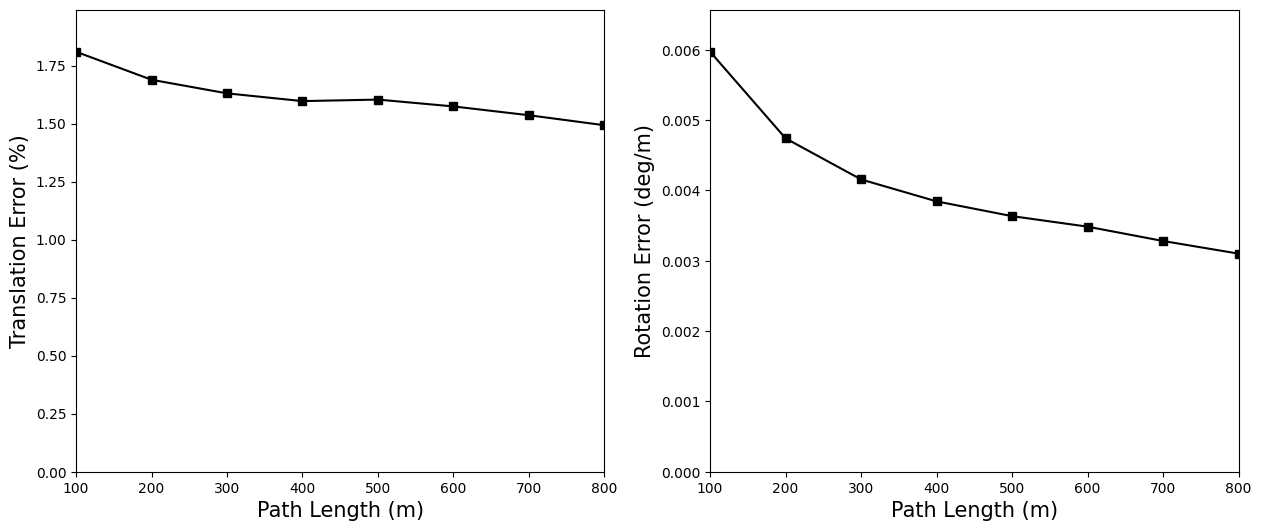 1.75
1.50
1.25
1.00
0.75
0.50
0.25
0.00
100 200 300 400 500 600 700 800
Translation Error (%)
Path Length (m)
0.006
0.005
0.004
0.003
0.002
0.001
0.000
100 200 300 400 500 600 700 800
Rotation Error (deg/m)
Path Length (m)